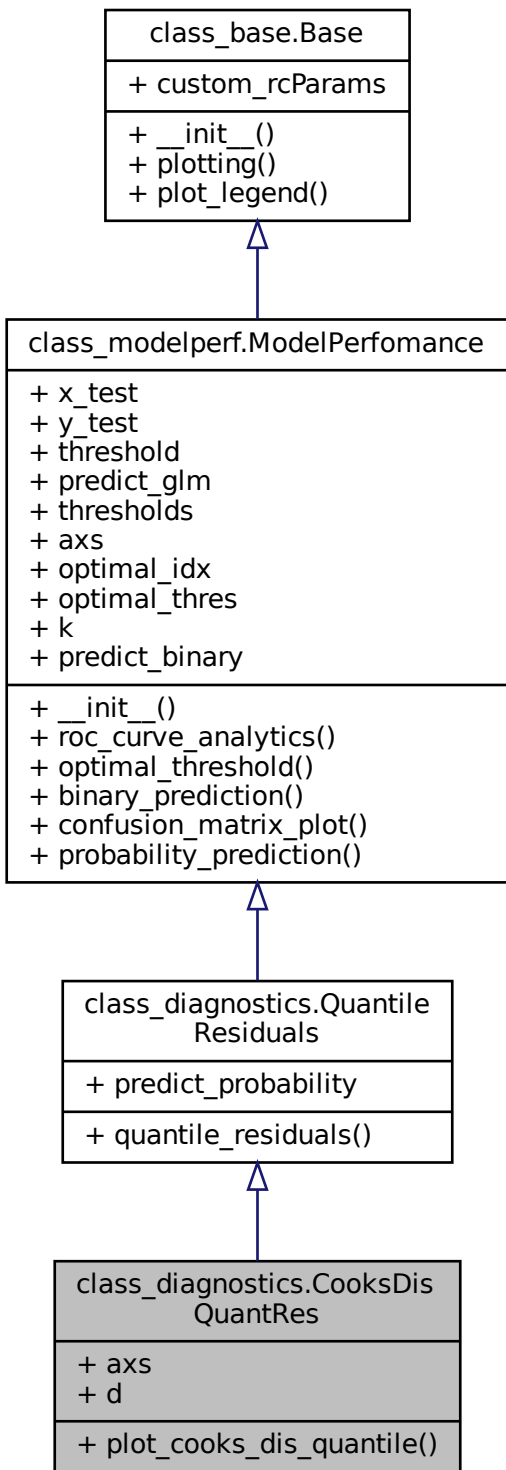 class_base.Base
+ custom_rcParams
+ __init__()
+ plotting()
+ plot_legend()
class_modelperf.ModelPerfomance
+ x_test
+ y_test
+ threshold
+ predict_glm
+ thresholds
+ axs
+ optimal_idx
+ optimal_thres
+ k
+ predict_binary
+ __init__()
+ roc_curve_analytics()
+ optimal_threshold()
+ binary_prediction()
+ confusion_matrix_plot()
+ probability_prediction()
class_diagnostics.Quantile
Residuals
+ predict_probability
+ quantile_residuals()
class_diagnostics.CooksDis
QuantRes
+ axs
+ d
+ plot_cooks_dis_quantile()